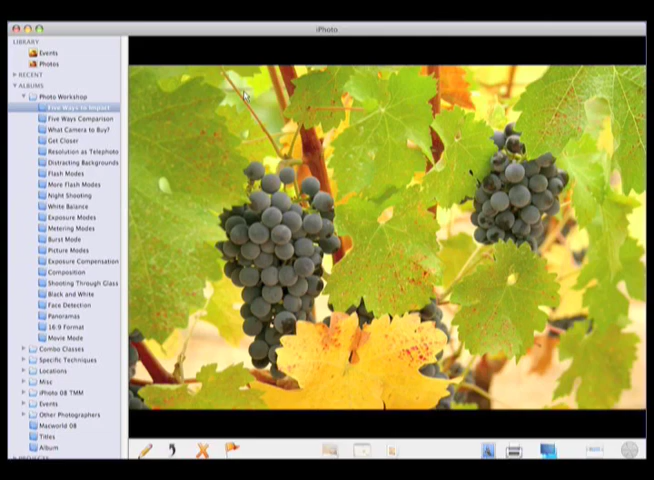 iPhoto
LIBRARY
Events
Photos
RECENT
ALBUMS
Photo Workshop
Five Ways to Impact
Five Ways Comparison
What Camera to Buy?
Get Closer
Resolution as Telephoto
Distracting Backgrounds
Flash Modes
More Flash Modes
Night Shooting
White Balance
Exposure Modes
Metering Modes
Burst Mode
Picture Modes
Exposure Compensation
Composition
Shooting Through Glass
Black and White
Face Detection
Panoramas
16:9 Format
Movie Mode
Combo Classes
Specific Techniques
Locations
Misc
iPhoto 08 TMM
Events
Other Photographers
Macworld 08
Titles
Album
PROJECTS